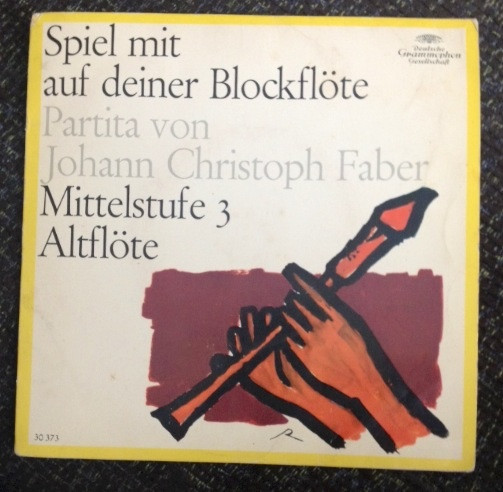 Spiel mit
auf deiner Blockflöte
Deutsche
Grammophon
Gesellschaft
Partita von
Johann Christoph Faber
Mittelstufe 3
Altflöte
30 373